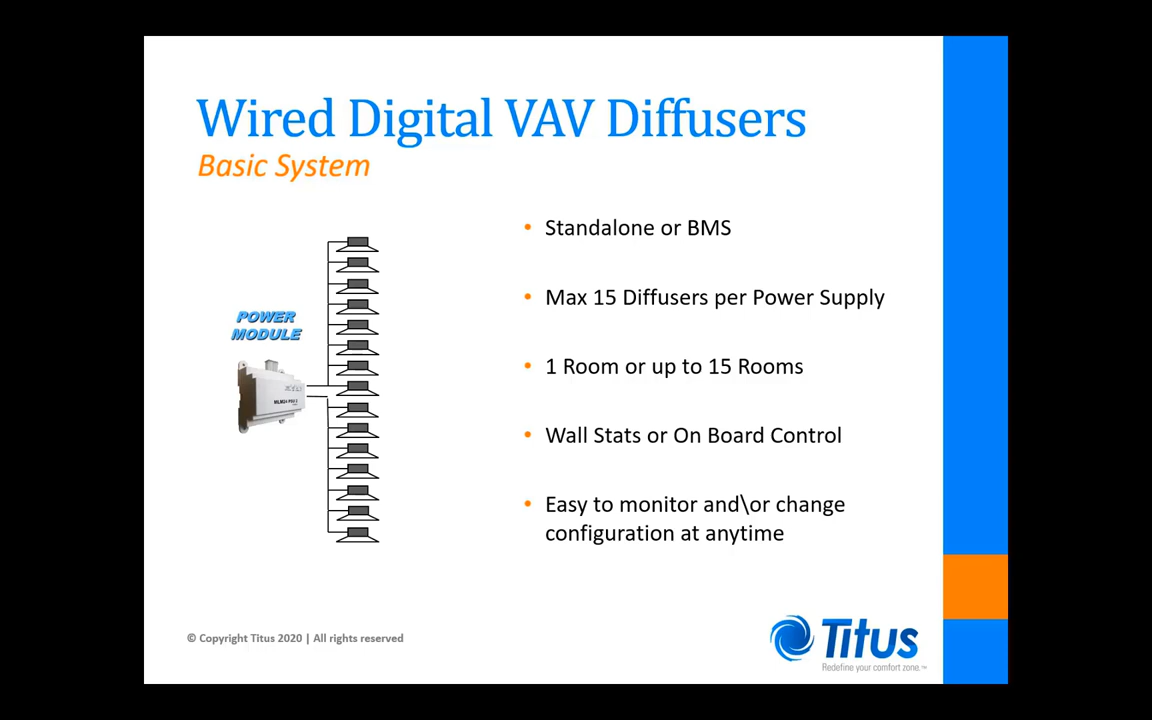 Wired Digital VAV Diffusers
Basic System
• Standalone or BMS
• Max 15 Diffusers per Power Supply
• 1 Room or up to 15 Rooms
• Wall Stats or On Board Control
• Easy to monitor and\or change
configuration at anytime
POWER
MODULE
© Copyright Titus 2020 | All rights reserved
Titus
Redefine your comfort zone.™